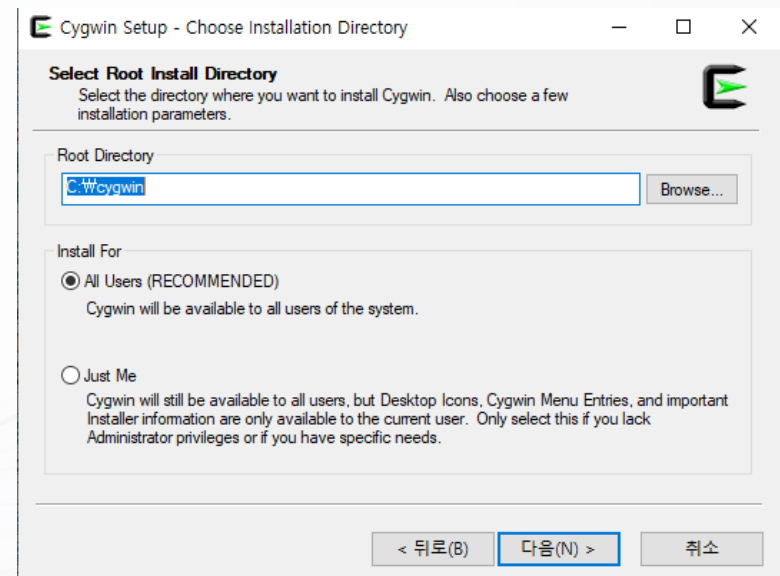 Cygwin Setup - Choose Installation Directory
Select Root Install Directory
Select the directory where you want to install Cygwin. Also choose a few
installation parameters.
Root Directory
C:₩cygwin
Browse...
Install For
All Users (RECOMMENDED)
Cygwin will be available to all users of the system.
Just Me
Cygwin will still be available to all users, but Desktop Icons, Cygwin Menu Entries, and important
Installer information are only available to the current user. Only select this if you lack
Administrator privileges or if you have specific needs.
< 뒤로(B)
다음(N) >
취소